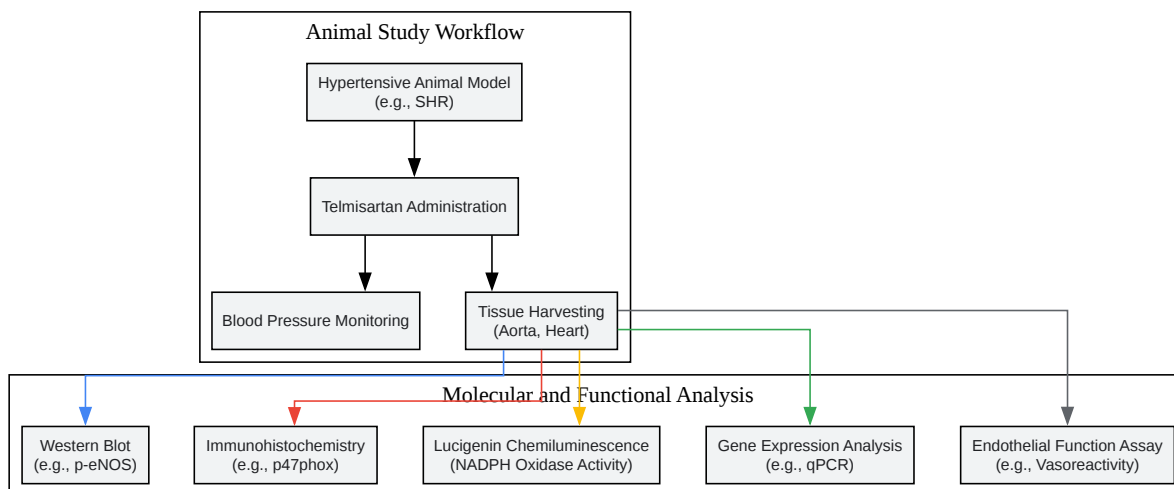 Animal Study Workflow
Hypertensive Animal Model
(e.g., SHR)
Telmisartan Administration
Blood Pressure Monitoring
Tissue Harvesting
(Aorta, Heart)
Molecular and Functional Analysis
Western Blot
(e.g., p-eNOS)
Immunohistochemistry
(e.g., p47phox)
Lucigenin Chemiluminescence
(NADPH Oxidase Activity)
Gene Expression Analysis
(e.g., qPCR)
Endothelial Function Assay
(e.g., Vasoreactivity)